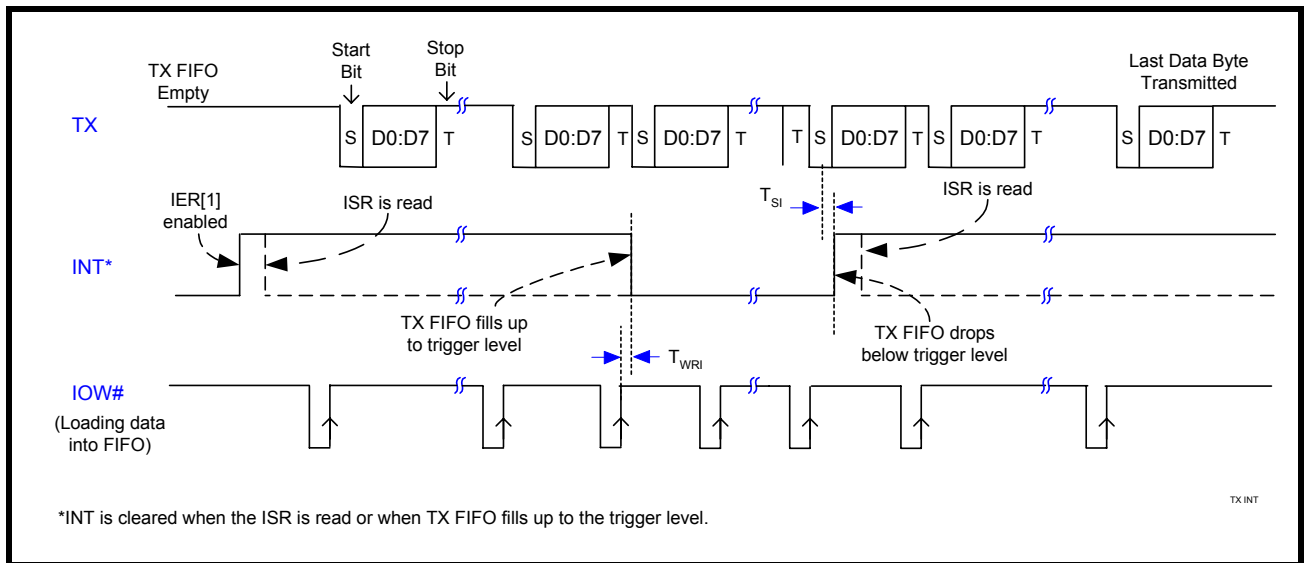 TX FIFO
Empty
Start
Bit
Stop
Bit
Last Data Byte
Transmitted
TX
S D0:D7 T S D0:D7 T S D0:D7 T T S D0:D7 T S D0:D7 T S D0:D7 T
IER[1]
enabled
ISR is read
TSI
ISR is read
INT*
TX FIFO fills up
to trigger level
TX FIFO drops
below trigger level
TWRI
IOW#
(Loading data
into FIFO)
TX INT
*INT is cleared when the ISR is read or when TX FIFO fills up to the trigger level.